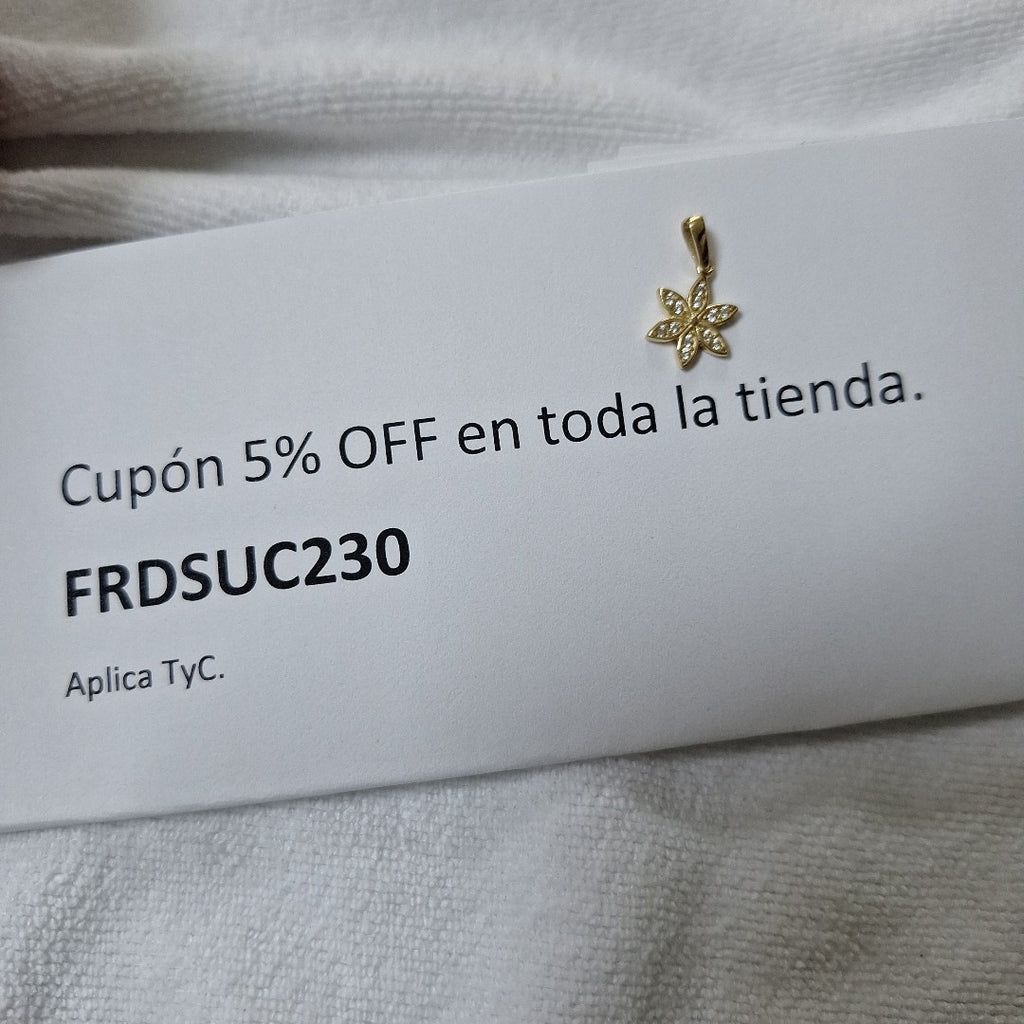 Cupón 5% OFF en toda la tienda.
FRDSUC230
Aplica TyC.